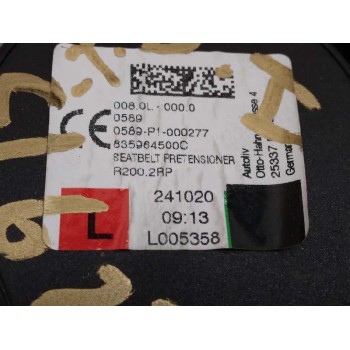 008.0L - 000.0
0589
CE
0589-P1-000277
635964500C
SEATBELT PRETENSIONER
R200.2RP
L
241020
09:13
L005358
Autoliv
Otto-Hahn 4
25337
German